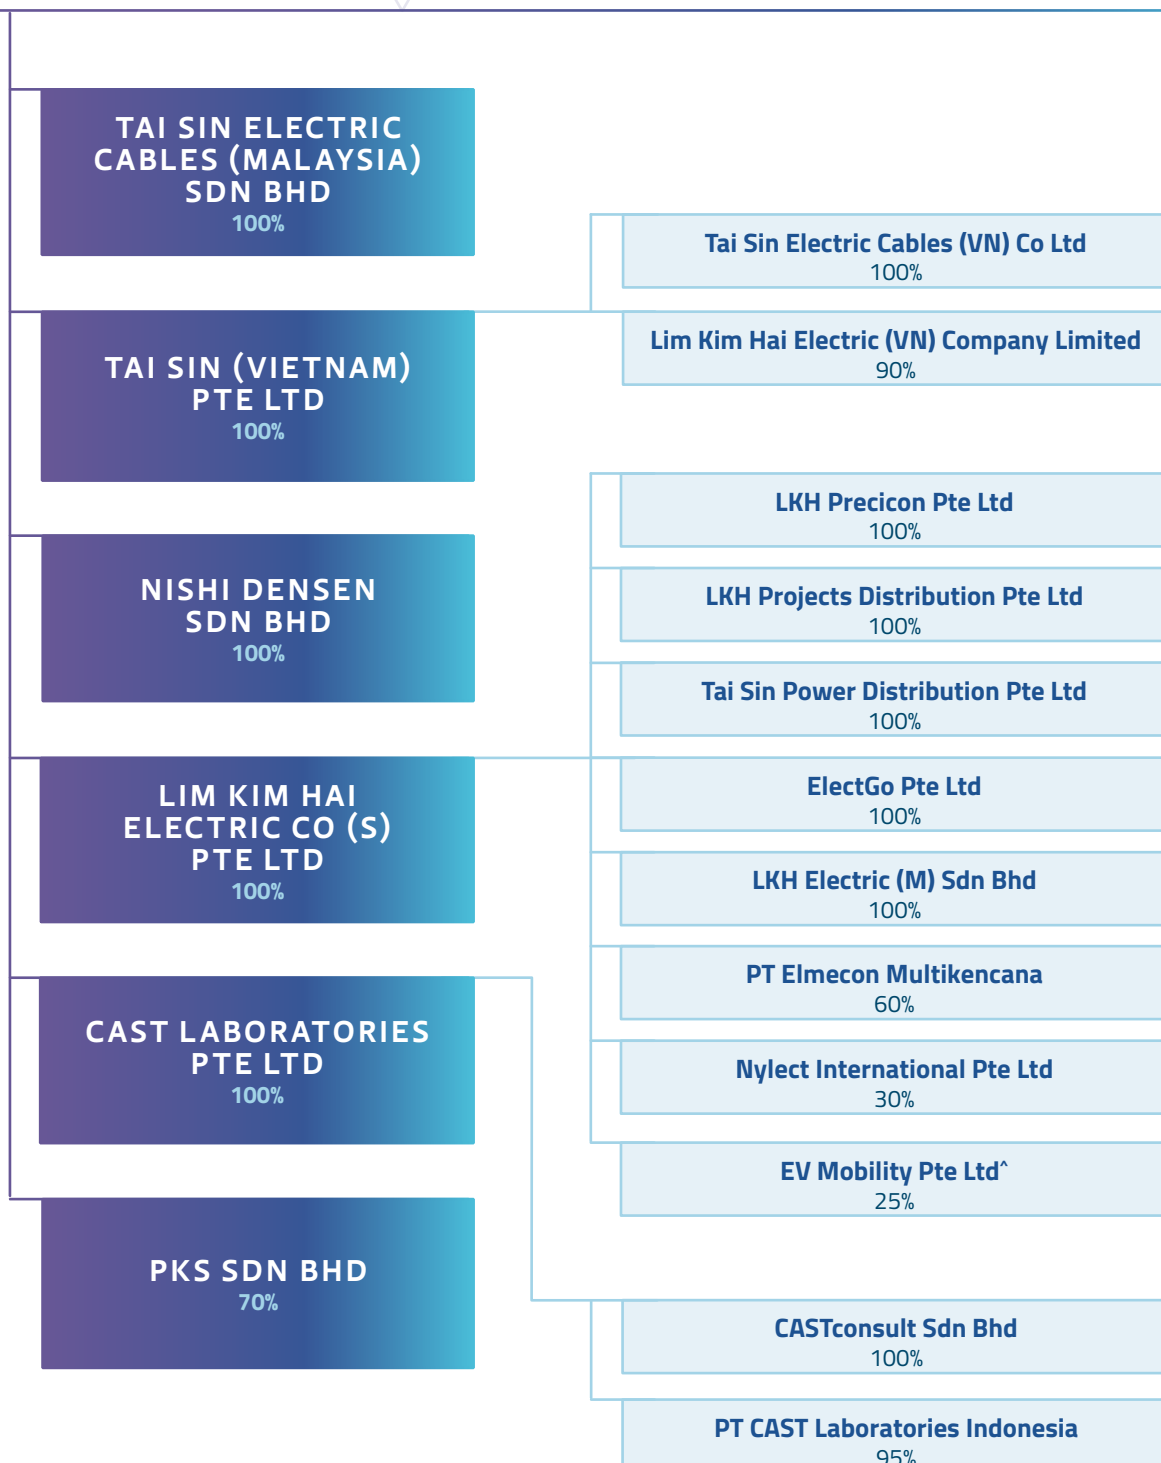 TAI SIN ELECTRIC
CABLES (MALAYSIA)
SDN BHD
100%
TAI SIN (VIETNAM)
PTE LTD
100%
Tai Sin Electric Cables (VN) Co Ltd
100%
Lim Kim Hai Electric (VN) Company Limited
90%
NISHI DENSEN
SDN BHD
100%
LIM KIM HAI
ELECTRIC CO (S)
PTE LTD
100%
LKH Precicon Pte Ltd
100%
LKH Projects Distribution Pte Ltd
100%
Tai Sin Power Distribution Pte Ltd
100%
ElectGo Pte Ltd
100%
LKH Electric (M) Sdn Bhd
100%
PT Elmecon Multikencana
60%
Nylect International Pte Ltd
30%
EV Mobility Pte Ltd^
25%
CAST LABORATORIES
PTE LTD
100%
CASTconsult Sdn Bhd
100%
PT CAST Laboratories Indonesia
95%
PKS SDN BHD
70%